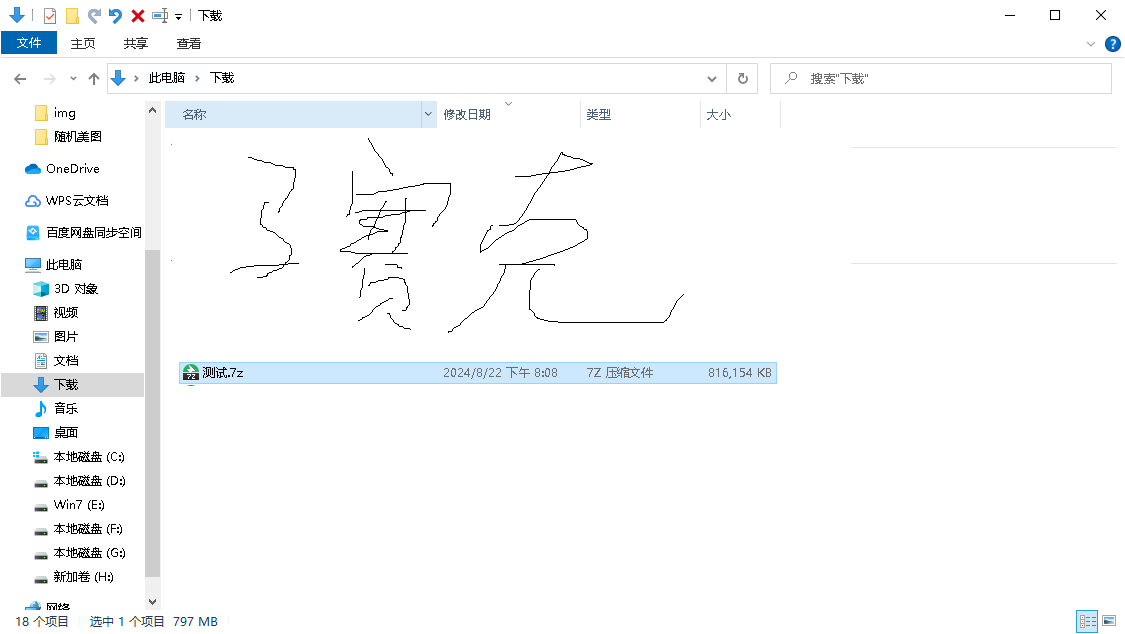 下载
文件 主页 共享 查看
此电脑 › 下载 搜索"下载"
名称 修改日期 类型 大小
img
随机美图
OneDrive
WPS云文档
百度网盘同步空间
此电脑
3D 对象
视频
图片
文档
下载
音乐
桌面
本地磁盘 (C:)
本地磁盘 (D:)
Win7 (E:)
本地磁盘 (F:)
本地磁盘 (G:)
新加卷 (H:)
网络
马赛克
测试.7z 2024/8/22 下午 8:08 7Z 压缩文件 816,154 KB
18 个项目 选中 1 个项目 797 MB